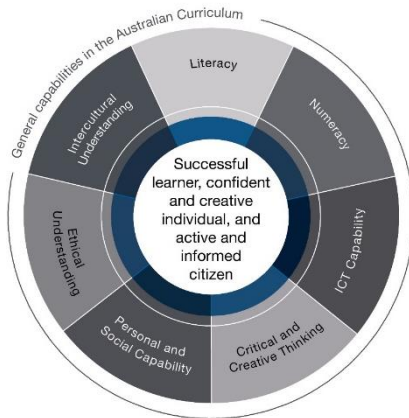 General capabilities in the Australian Curriculum
Literacy
Numeracy
ICT Capability
Critical and
Creative Thinking
Personal and
Social Capability
Ethical
Understanding
Intercultural
Understanding
Successful
learner, confident
and creative
individual, and
active and
informed
citizen